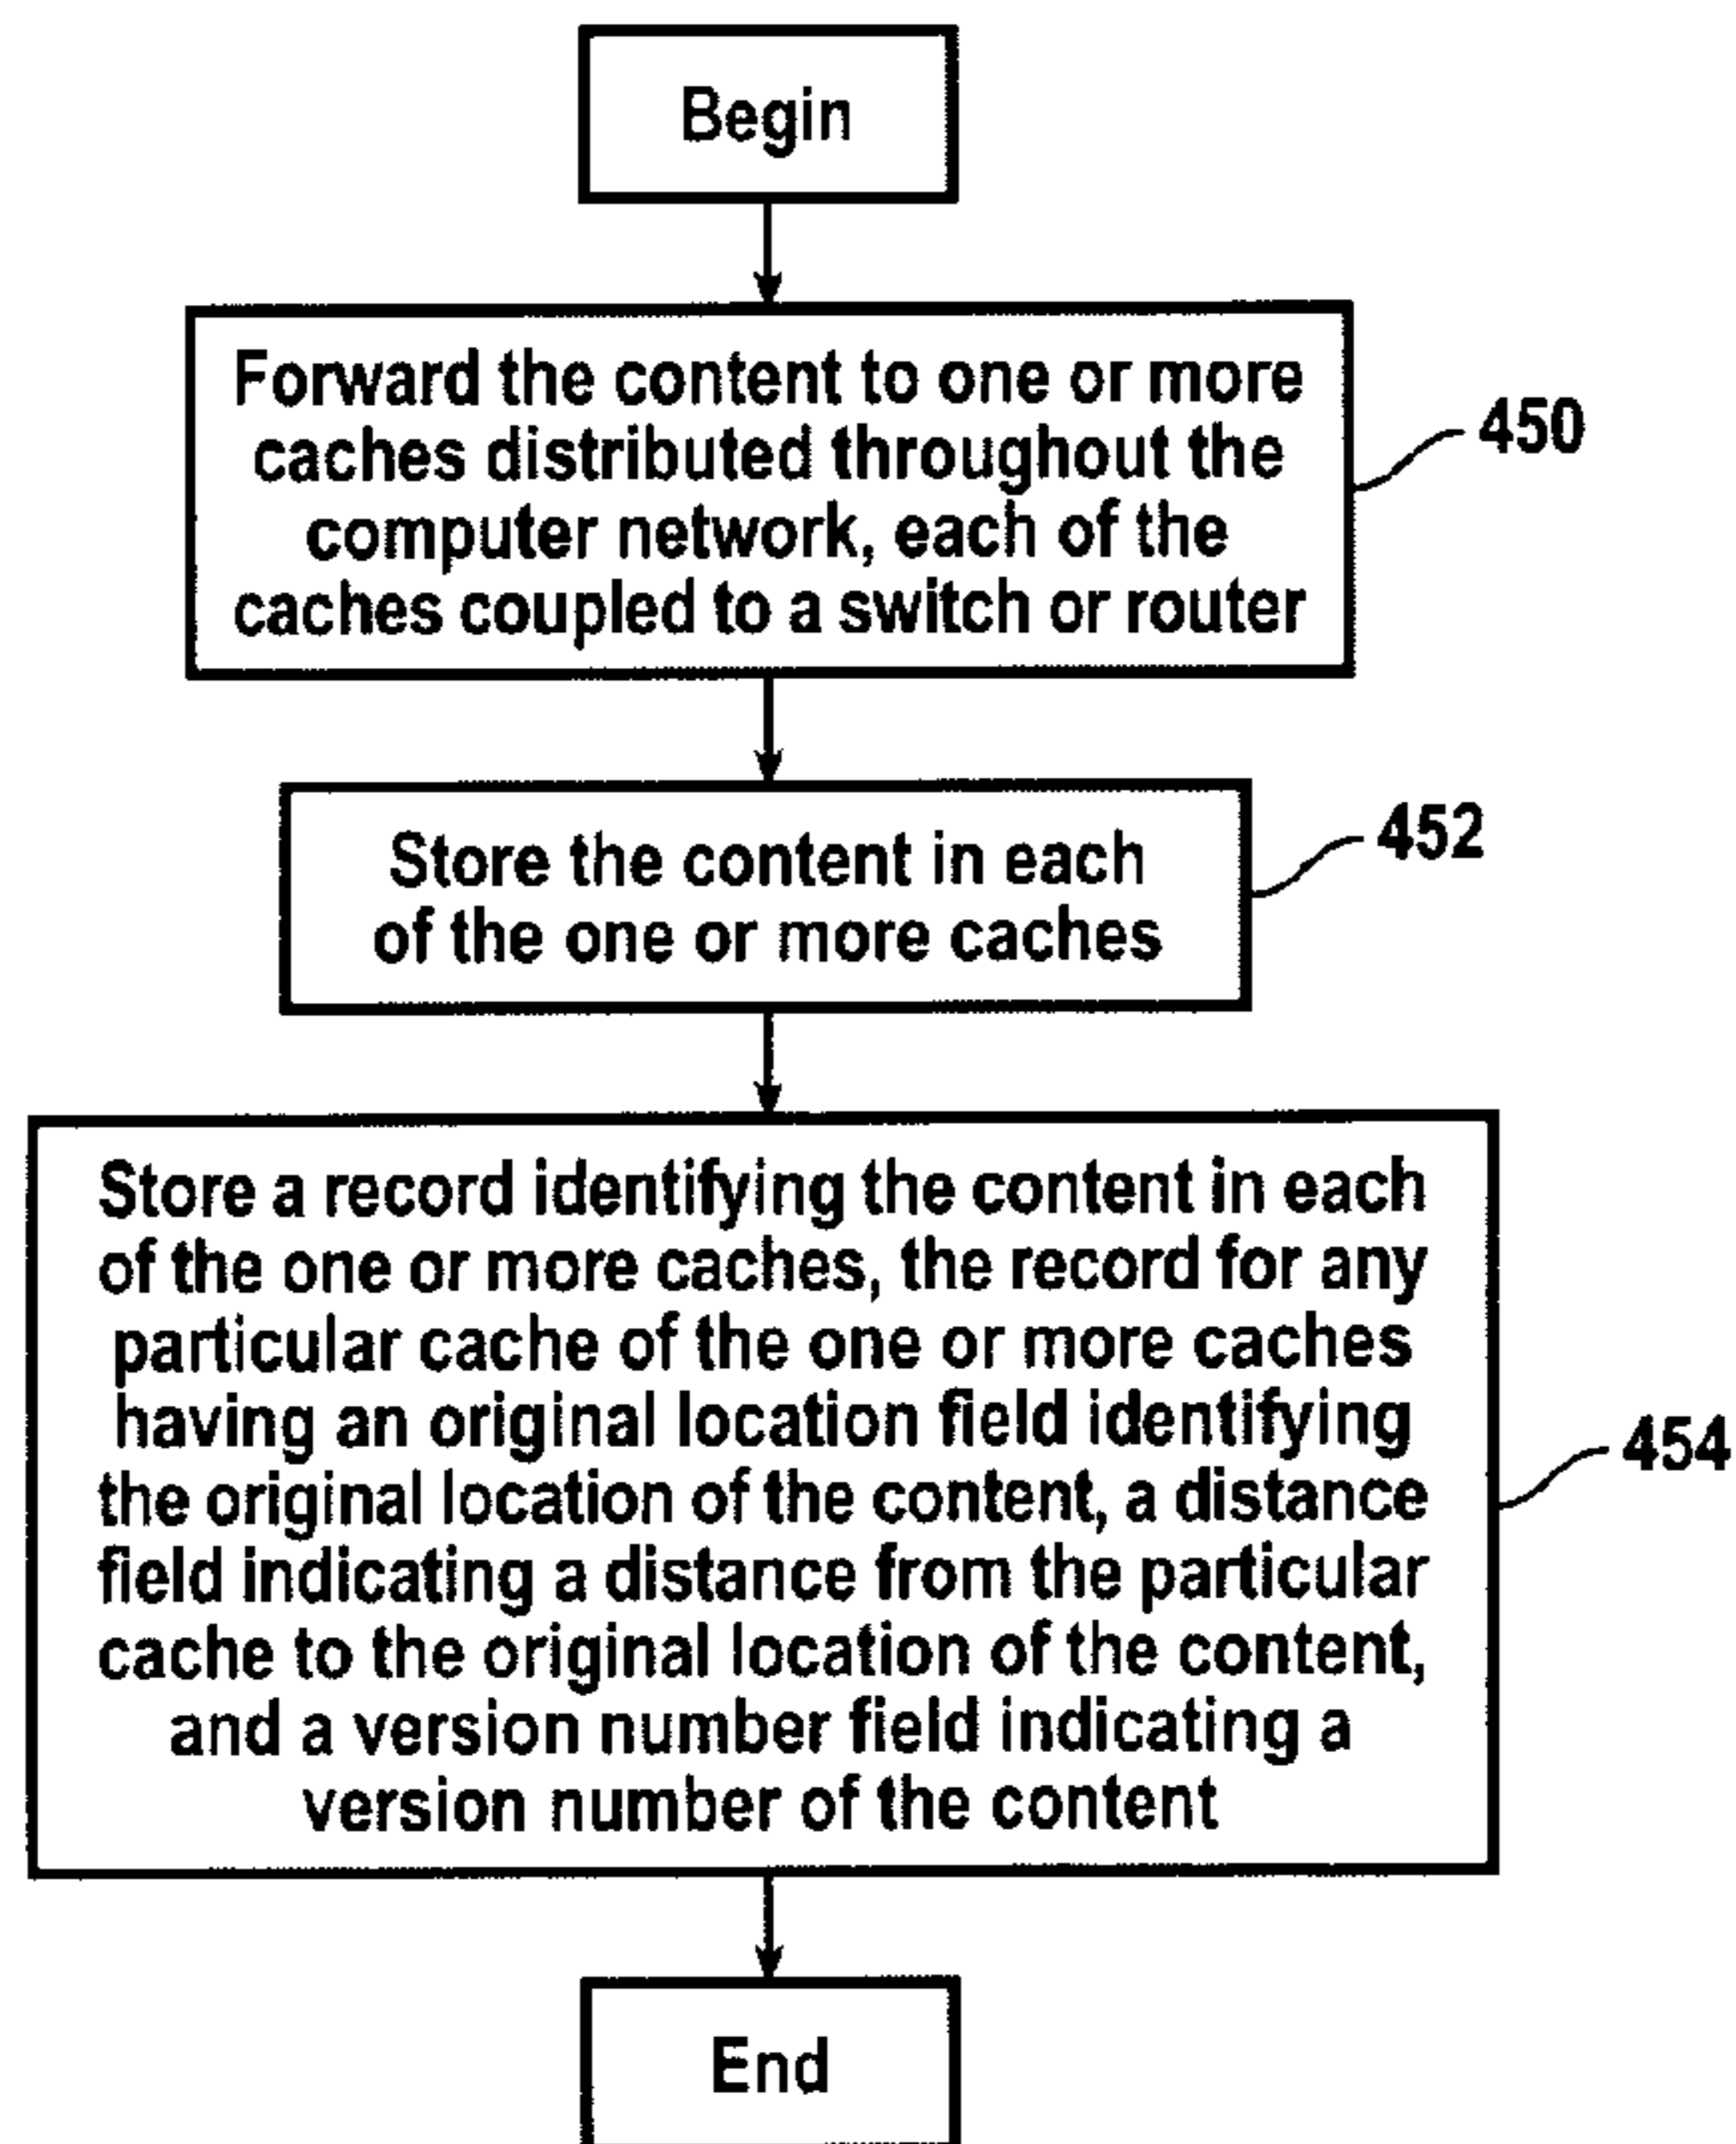 Begin
Forward the content to one or more
caches distributed throughout the
computer network, each of the
caches coupled to a switch or router
450
Store the content in each
of the one or more caches
452
Store a record identifying the content in each
of the one or more caches, the record for any
particular cache of the one or more caches
having an original location field identifying
the original location of the content, a distance
field indicating a distance from the particular
cache to the original location of the content,
and a version number field indicating a
version number of the content
454
End